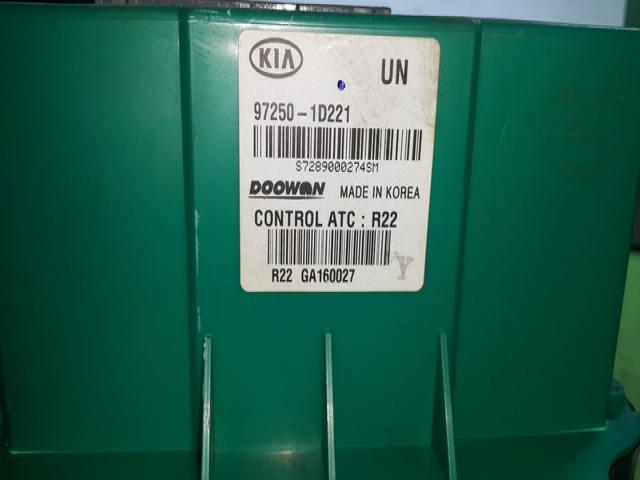 KIA UN
97250-1D221
S7289000274SM
DOOWON MADE IN KOREA
CONTROL ATC : R22
R22 GA160027
Y